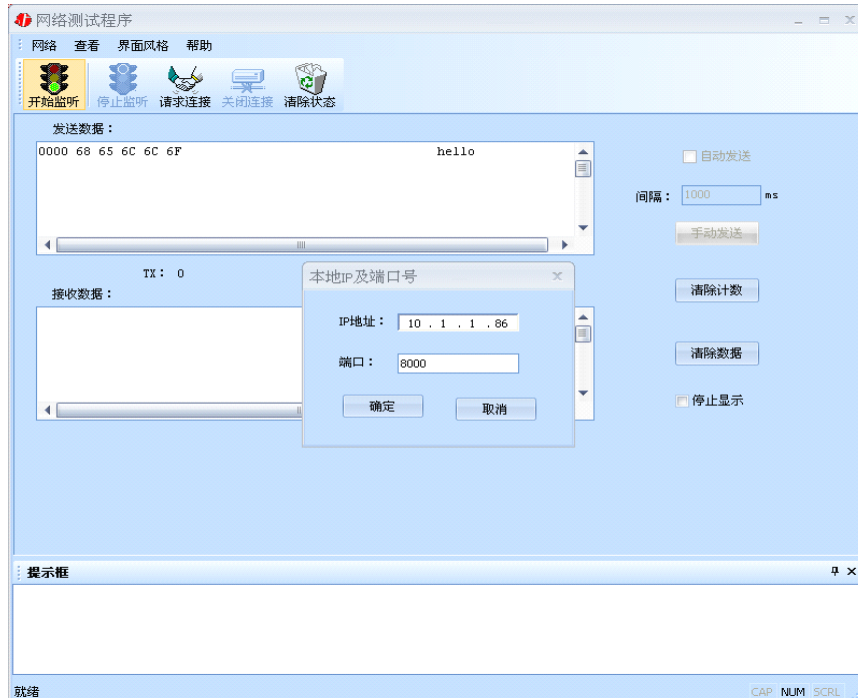 网络测试程序
网络 查看 界面风格 帮助
开始监听 停止监听 请求连接 关闭连接 清除状态
发送数据：
0000 68 65 6C 6C 6F hello
自动发送
间隔： 1000 ms
手动发送
TX： 0
接收数据：
清除计数
清除数据
停止显示
本地IP及端口号
IP地址： 10 . 1 . 1 . 86
端口： 8000
确定 取消
提示框
就绪
CAP NUM SCRL